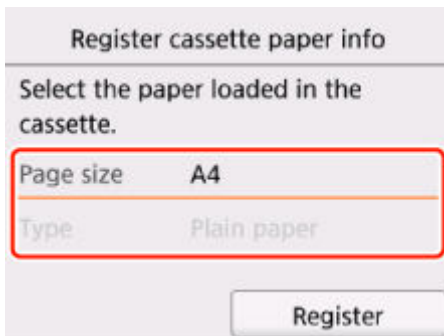 Register cassette paper info
Select the paper loaded in the
cassette.
Page size A4
Type Plain paper
Register